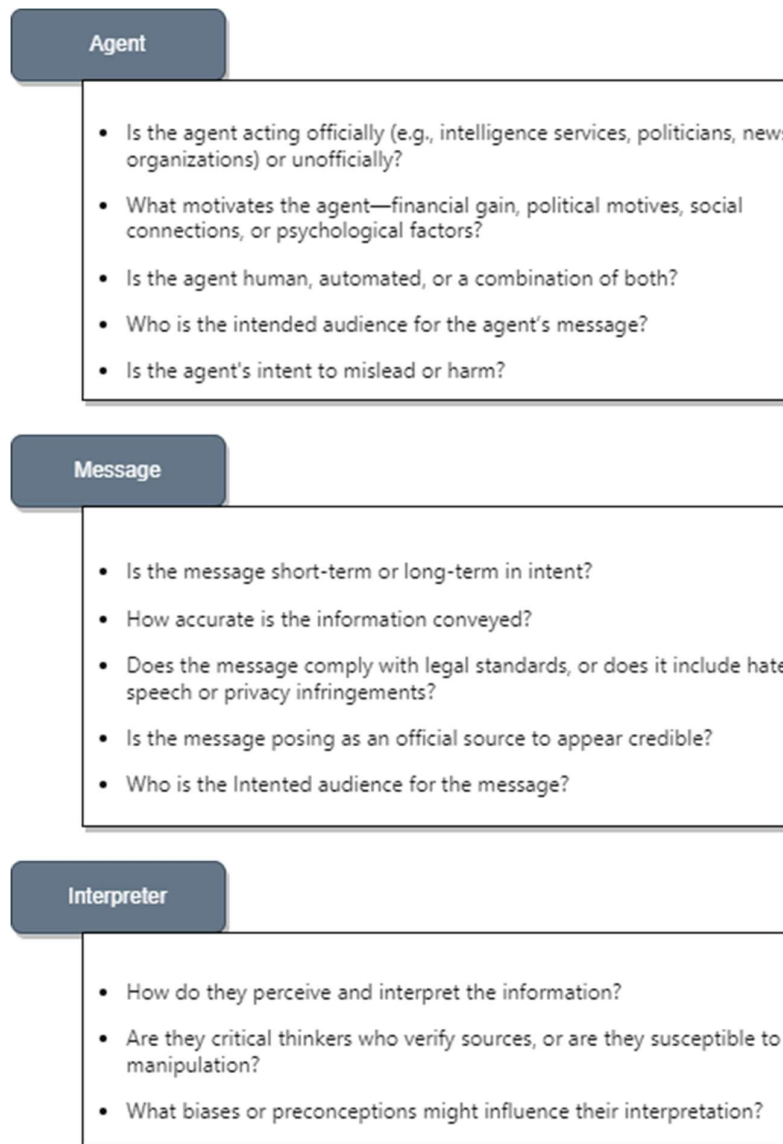 Agent
• Is the agent acting officially (e.g., intelligence services, politicians, news
organizations) or unofficially?
• What motivates the agent—financial gain, political motives, social
connections, or psychological factors?
• Is the agent human, automated, or a combination of both?
• Who is the intended audience for the agent's message?
• Is the agent's intent to mislead or harm?
Message
• Is the message short-term or long-term in intent?
• How accurate is the information conveyed?
• Does the message comply with legal standards, or does it include hate
speech or privacy infringements?
• Is the message posing as an official source to appear credible?
• Who is the Intented audience for the message?
Interpreter
• How do they perceive and interpret the information?
• Are they critical thinkers who verify sources, or are they susceptible to
manipulation?
• What biases or preconceptions might influence their interpretation?